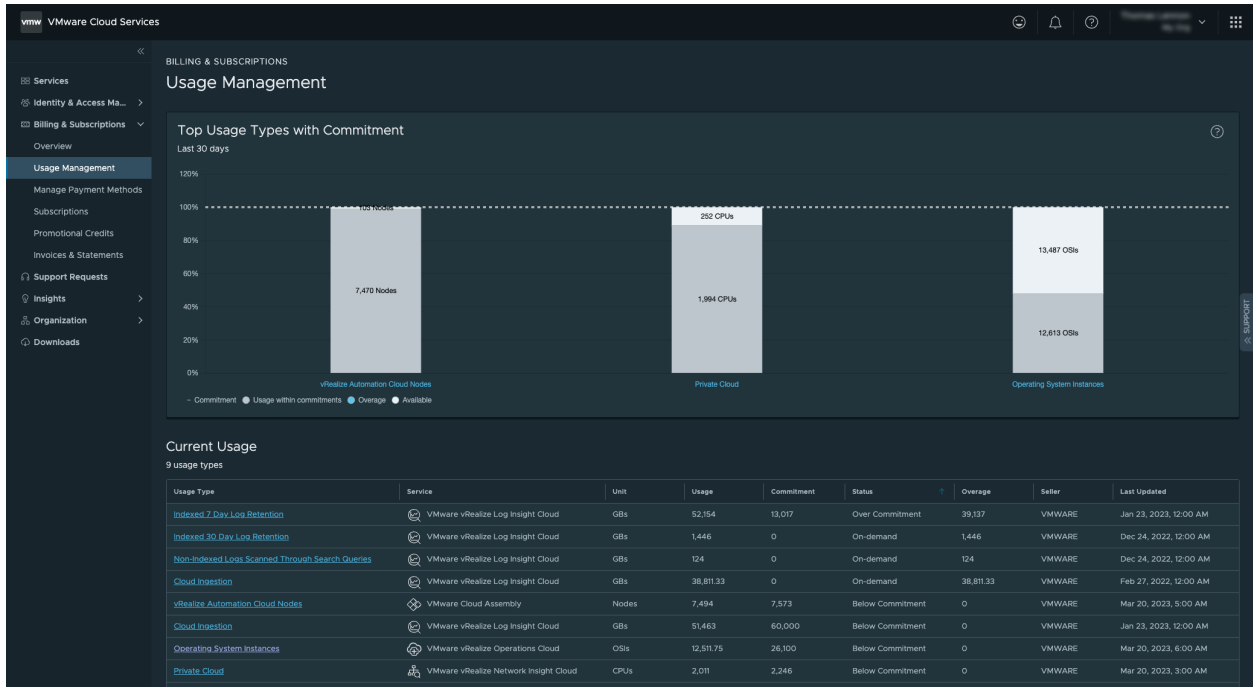 vmw VMware Cloud Services
Services
Identity & Access Ma...
Billing & Subscriptions
Overview
Usage Management
Manage Payment Methods
Subscriptions
Promotional Credits
Invoices & Statements
Support Requests
Insights
Organization
Downloads
BILLING & SUBSCRIPTIONS
Usage Management
Top Usage Types with Commitment
Last 30 days
120%
100%
80%
60%
40%
20%
0%
103 Nodes
7,470 Nodes
252 CPUs
1,994 CPUs
13,487 OSIs
12,613 OSIs
vRealize Automation Cloud Nodes
Private Cloud
Operating System Instances
Commitment Usage within commitments Overage Available
SUPPORT
Current Usage
9 usage types
Usage Type Service Unit Usage Commitment Status Overage Seller Last Updated
Indexed 7 Day Log Retention VMware vRealize Log Insight Cloud GBs 52,154 13,017 Over Commitment 39,137 VMWARE Jan 23, 2023, 12:00 AM
Indexed 30 Day Log Retention VMware vRealize Log Insight Cloud GBs 1,446 0 On-demand 1,446 VMWARE Dec 24, 2022, 12:00 AM
Non-Indexed Logs Scanned Through Search Queries VMware vRealize Log Insight Cloud GBs 124 0 On-demand 124 VMWARE Dec 24, 2022, 12:00 AM
Cloud Ingestion VMware vRealize Log Insight Cloud GBs 38,811.33 0 On-demand 38,811.33 VMWARE Feb 27, 2022, 12:00 AM
vRealize Automation Cloud Nodes VMware Cloud Assembly Nodes 7,494 7,573 Below Commitment 0 VMWARE Mar 20, 2023, 5:00 AM
Cloud Ingestion VMware vRealize Log Insight Cloud GBs 51,463 60,000 Below Commitment 0 VMWARE Jan 23, 2023, 12:00 AM
Operating System Instances VMware vRealize Operations Cloud OSIs 12,511.75 26,100 Below Commitment 0 VMWARE Mar 20, 2023, 6:00 AM
Private Cloud VMware vRealize Network Insight Cloud CPUs 2,011 2,246 Below Commitment 0 VMWARE Mar 20, 2023, 3:00 AM